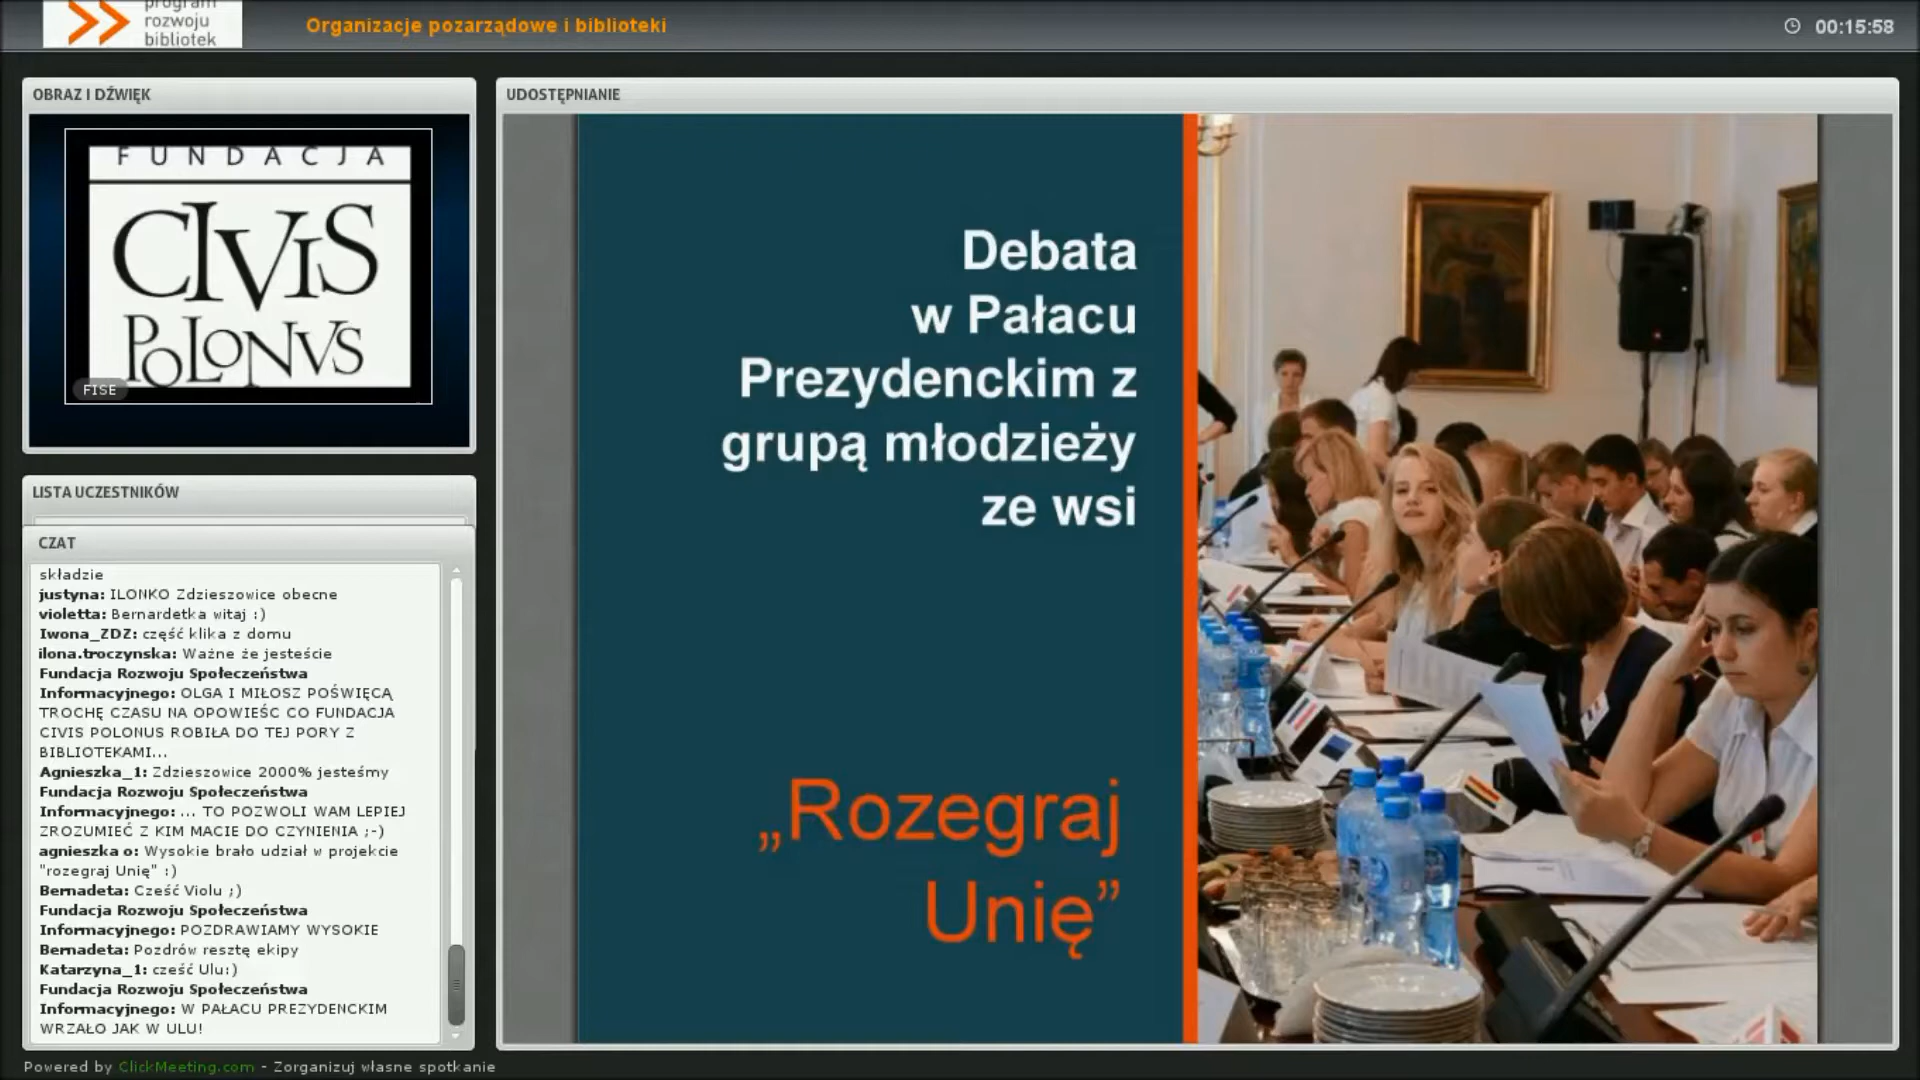 program
rozwoju
bibliotek
Organizacje pozarządowe i biblioteki
00:15:58
OBRAZ I DŹWIĘK
FUNDACJA
CIVIS
POLONVS
FISE
LISTA UCZESTNIKÓW
CZAT
składzie
justyna: ILONKO Zdzieszowice obecne
violetta: Bernardetka witaj :)
Iwona_ZDZ: część klika z domu
ilona.troczynska: Ważne że jesteście
Fundacja Rozwoju Społeczeństwa
Informacyjnego: OLGA I MIŁOSZ POŚWIĘCĄ
TROCHĘ CZASU NA OPOWIEŚC CO FUNDACJA
CIVIS POLONUS ROBIŁA DO TEJ PORY Z
BIBLIOTEKAMI...
Agnieszka_1: Zdzieszowice 2000% jesteśmy
Fundacja Rozwoju Społeczeństwa
Informacyjnego: ... TO POZWOLI WAM LEPIEJ
ZROZUMIEĆ Z KIM MACIE DO CZYNIENIA ;-)
agnieszka o: Wysokie brało udział w projekcie
"rozegraj Unię" :)
Bernadeta: Cześć Violu ;)
Fundacja Rozwoju Społeczeństwa
Informacyjnego: POZDRAWIAMY WYSOKIE
Bernadeta: Pozdrów resztę ekipy
Katarzyna_1: cześć Ulu:)
Fundacja Rozwoju Społeczeństwa
Informacyjnego: W PAŁACU PREZYDENCKIM
WRZAŁO JAK W ULU!
UDOSTĘPNIANIE
Debata
w Pałacu
Prezydenckim z
grupą młodzieży
ze wsi
„Rozegraj
Unię”
Powered by ClickMeeting.com - Zorganizuj własne spotkanie